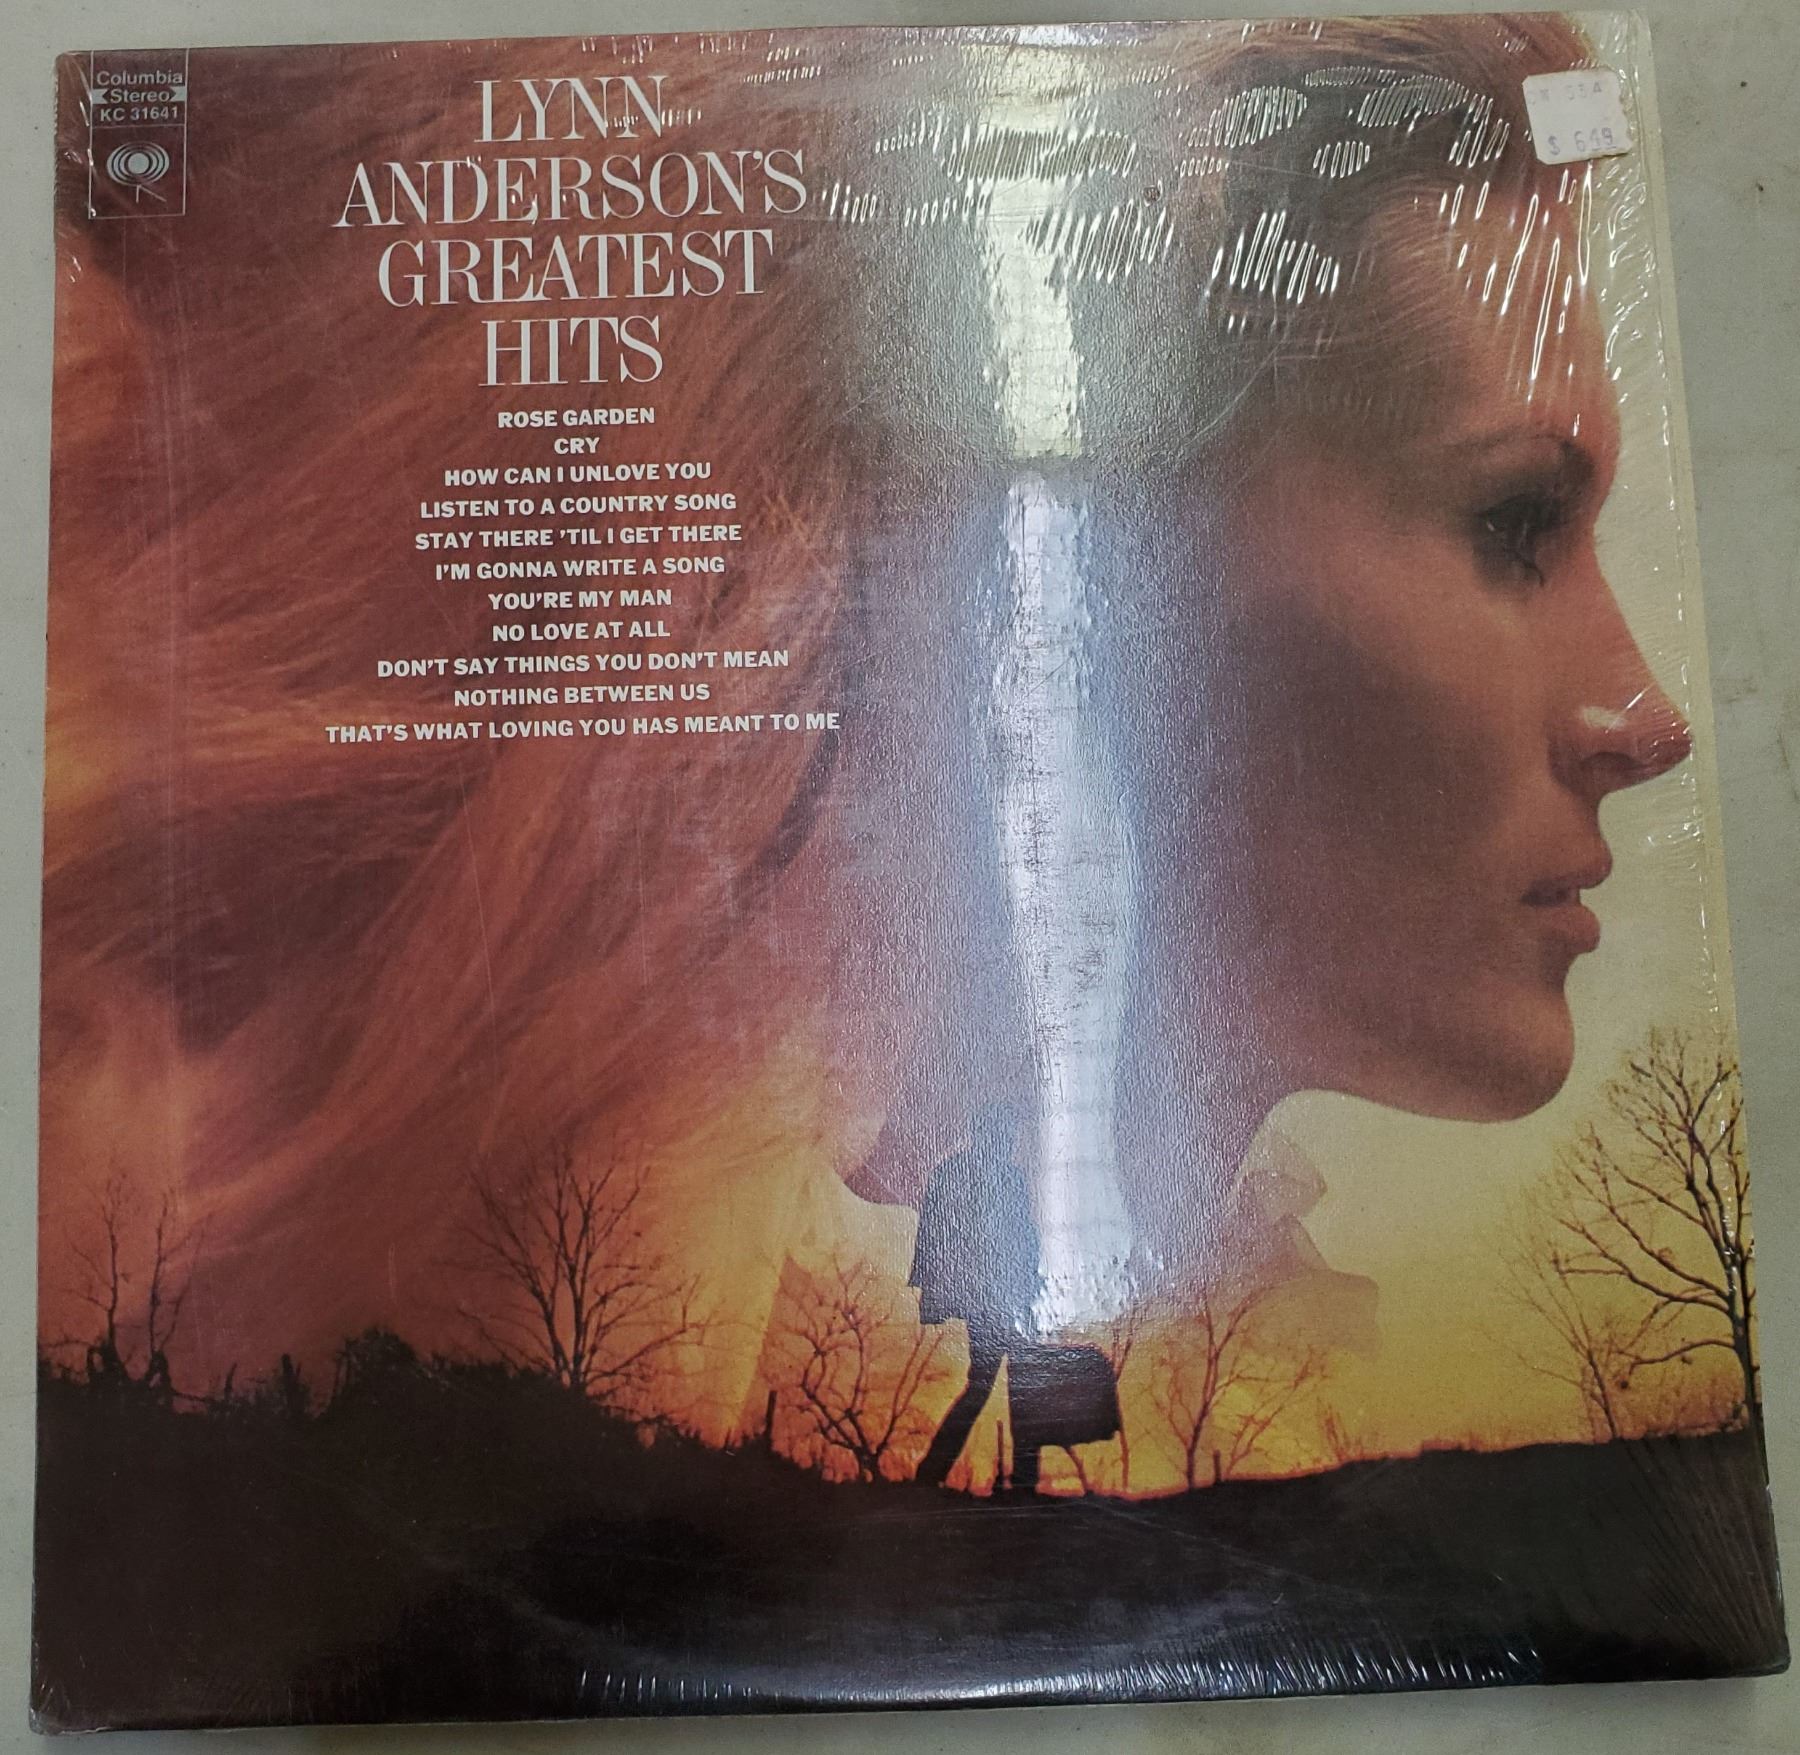 Columbia
Stereo
KC 31641
LYNN
ANDERSON'S
GREATEST
HITS
ROSE GARDEN
CRY
HOW CAN I UNLOVE YOU
LISTEN TO A COUNTRY SONG
STAY THERE 'TIL I GET THERE
I'M GONNA WRITE A SONG
YOU'RE MY MAN
NO LOVE AT ALL
DON'T SAY THINGS YOU DON'T MEAN
NOTHING BETWEEN US
THAT'S WHAT LOVING YOU HAS MEANT TO ME
$ 6.49